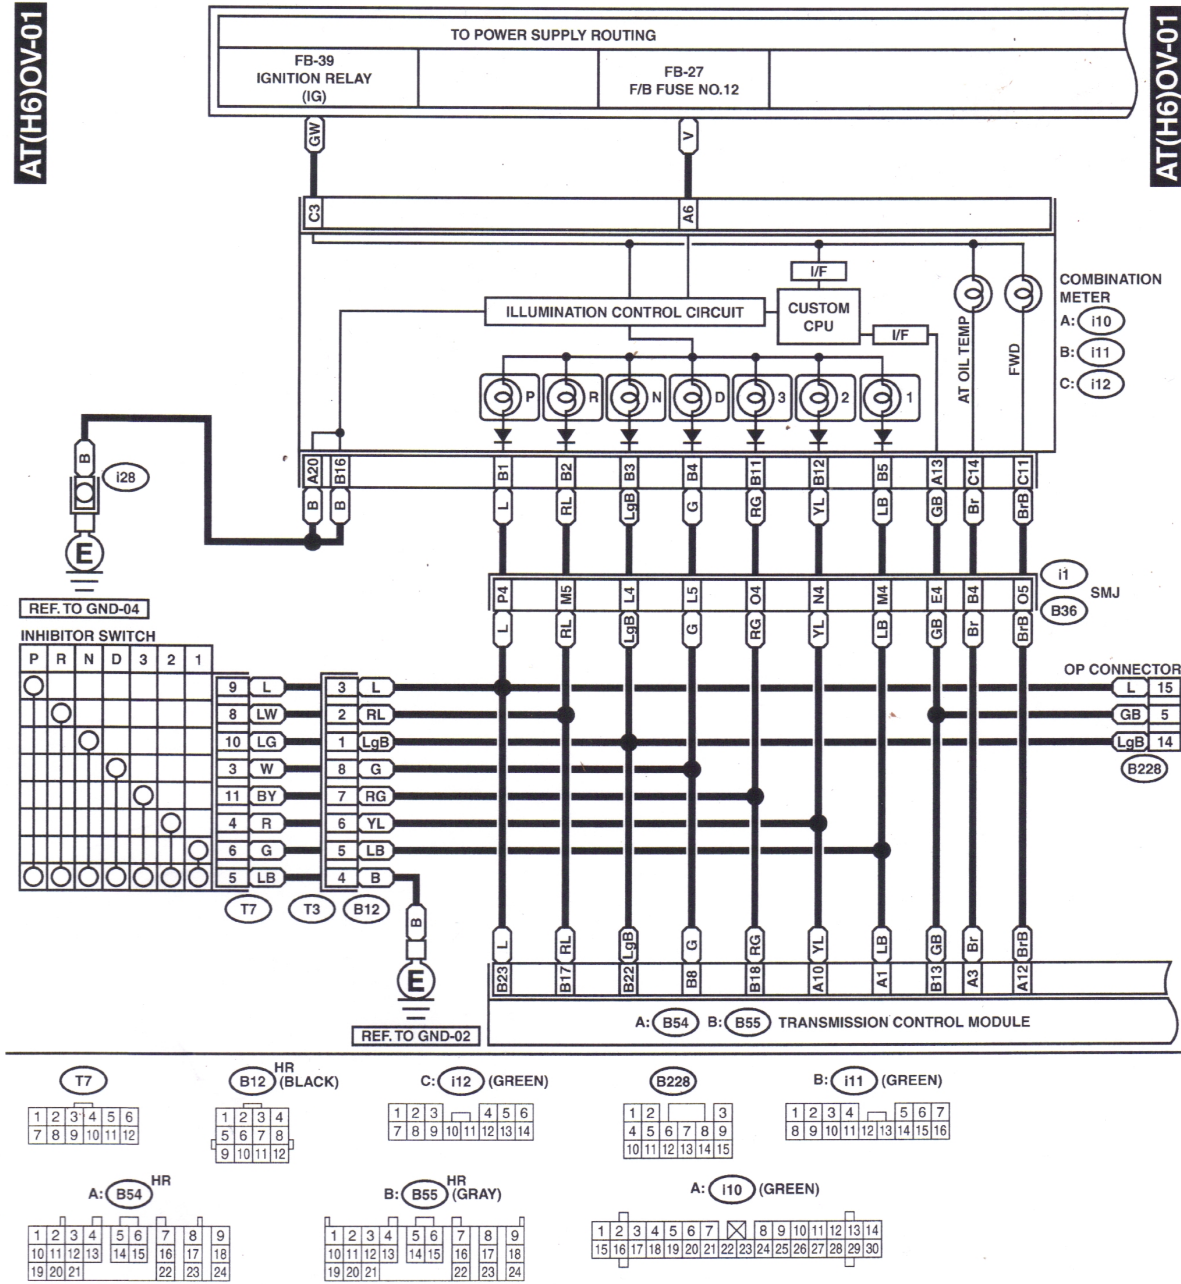 AT(H6)OV-01
AT(H6)OV-01
TO POWER SUPPLY ROUTING
FB-39
IGNITION RELAY
(IG)
FB-27
F/B FUSE NO.12
GW
V
C3
A6
I/F
ILLUMINATION CONTROL CIRCUIT
CUSTOM
CPU
I/F
AT OIL TEMP
FWD
COMBINATION
METER
A: i10
B: i11
C: i12
P R N D 3 2 1
A20 B16 B1 B2 B3 B4 B11 B12 B5 A13 C14 C11
B B L RL LgB G RG YL LB GB Br BrB
B
i28
E
REF. TO GND-04
P4 M5 L4 L5 O4 N4 M4 E4 B4 O5
i1
SMJ
B36
L RL LgB G RG YL LB GB Br BrB
INHIBITOR SWITCH
P R N D 3 2 1
OP CONNECTOR
9 L 3 L L 15
8 LW 2 RL GB 5
10 LG 1 LgB LgB 14
3 W 8 G B228
11 BY 7 RG
4 R 6 YL
6 G 5 LB
5 LB 4 B
T7 T3 B12
B
E
REF. TO GND-02
L RL LgB G RG YL LB GB Br BrB
B23 B17 B22 B8 B18 A10 A1 B13 A3 A12
A: B54 B: B55 TRANSMISSION CONTROL MODULE
T7
1 2 3 4 5 6
7 8 9 10 11 12
B12 HR (BLACK)
1 2 3 4
5 6 7 8
9 10 11 12
C: i12 (GREEN)
1 2 3 4 5 6
7 8 9 10 11 12 13 14
B228
1 2 3
4 5 6 7 8 9
10 11 12 13 14 15
B: i11 (GREEN)
1 2 3 4 5 6 7
8 9 10 11 12 13 14 15 16
A: B54 HR
1 2 3 4 5 6 7 8 9
10 11 12 13 14 15 16 17 18
19 20 21 22 23 24
B: B55 HR (GRAY)
1 2 3 4 5 6 7 8 9
10 11 12 13 14 15 16 17 18
19 20 21 22 23 24
A: i10 (GREEN)
1 2 3 4 5 6 7 8 9 10 11 12 13 14
15 16 17 18 19 20 21 22 23 24 25 26 27 28 29 30